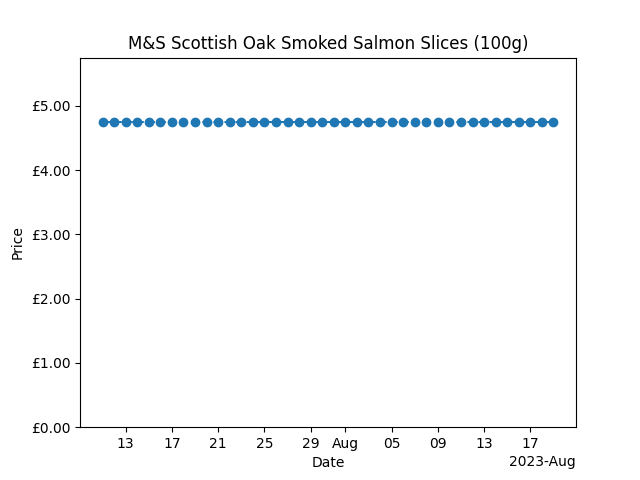 M&S Scottish Oak Smoked Salmon Slices (100g)
£5.00
£4.00
£3.00
£2.00
£1.00
£0.00
Price
13 17 21 25 29 Aug 05 09 13 17
Date
2023-Aug